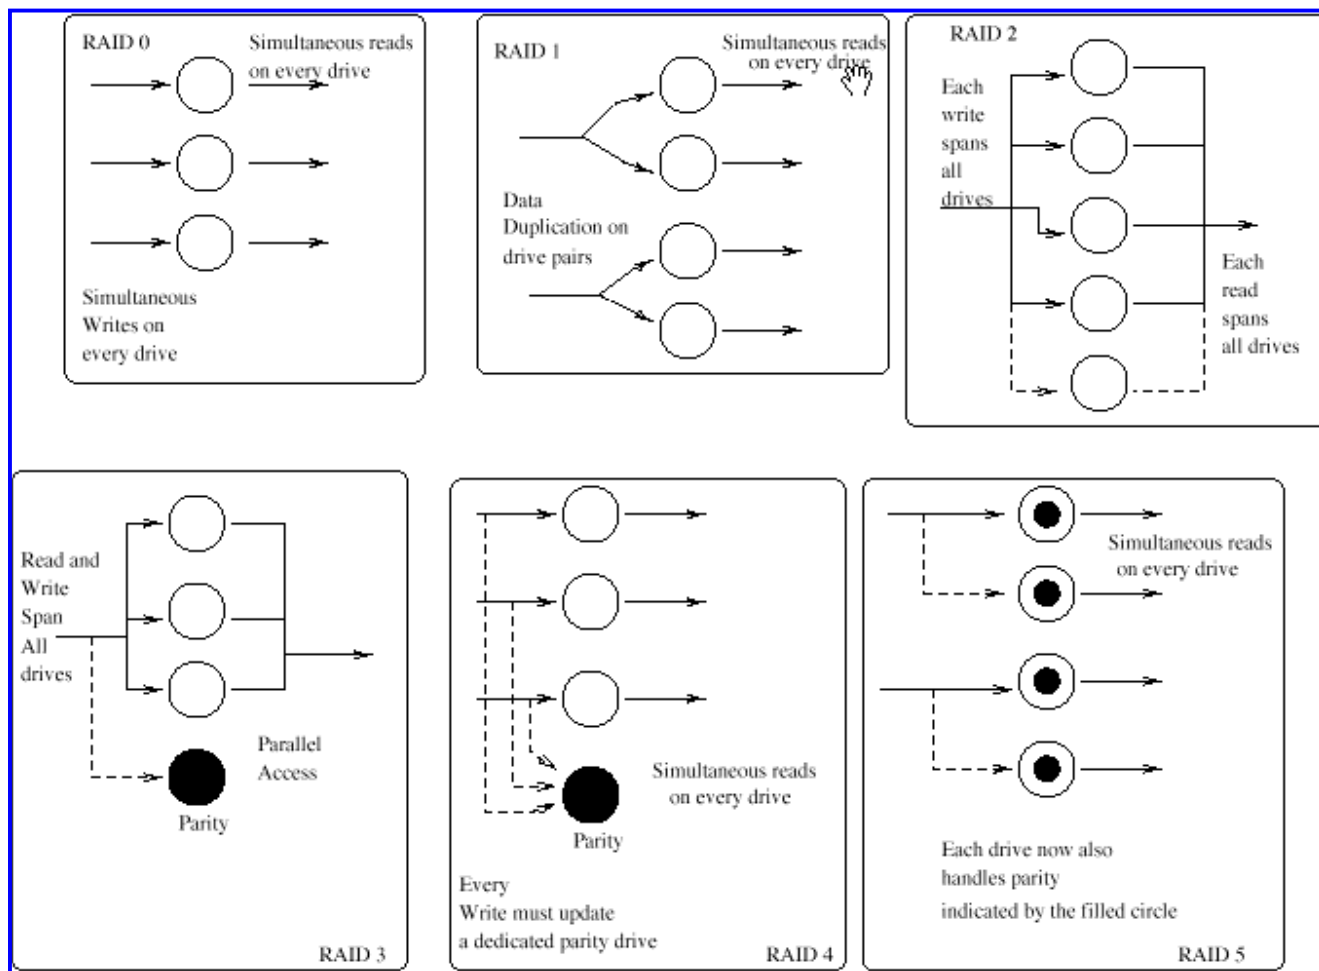 RAID 0
Simultaneous reads
on every drive
Simultaneous
Writes on
every drive
RAID 1
Simultaneous reads
on every drive
Data
Duplication on
drive pairs
RAID 2
Each
write
spans
all
drives
Each
read
spans
all drives
Read and
Write
Span
All
drives
Parallel
Access
Parity
RAID 3
Simultaneous reads
on every drive
Parity
Every
Write must update
a dedicated parity drive
RAID 4
Simultaneous reads
on every drive
Each drive now also
handles parity
indicated by the filled circle
RAID 5